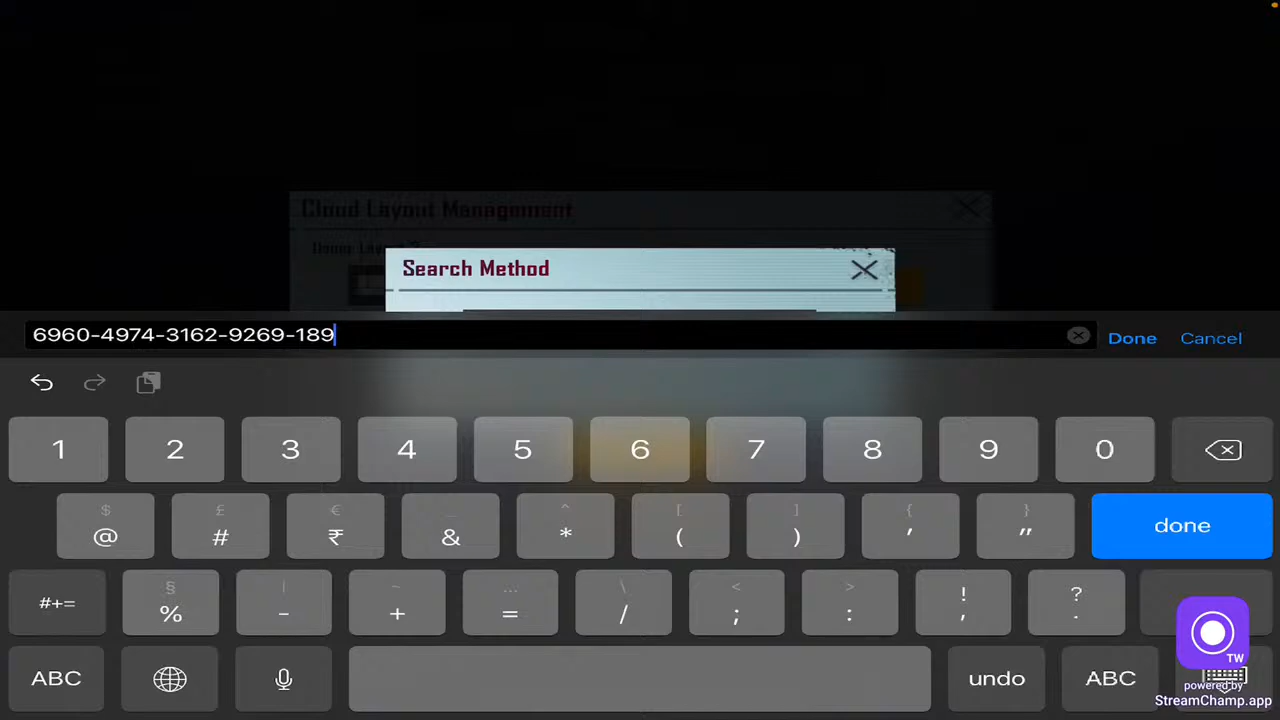 Cloud Layout Management
Search Method
6960-4974-3162-9269-189
Done
Cancel
1 2 3 4 5 6 7 8 9 0
$ £ € _ ^ [ ] { }
@ # ₹ & * ( ) ' "
done
§ | ~ … \ < > ! ?
#+= % - + = / ; : , .
ABC
undo
ABC
TW
powered by
StreamChamp.app